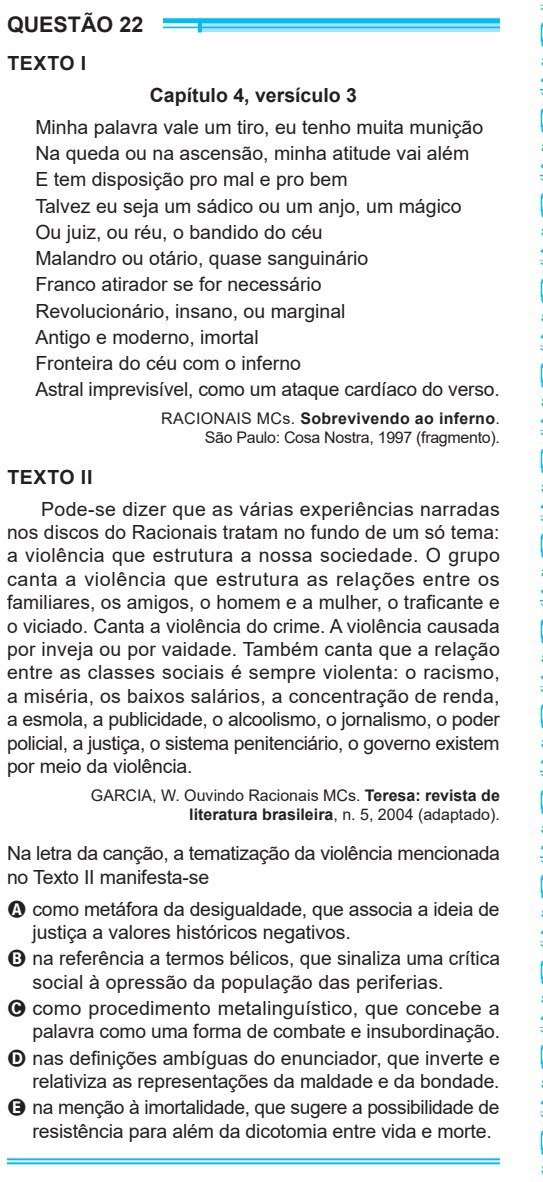 QUESTÃO 22
TEXTO I
Capítulo 4, versículo 3
Minha palavra vale um tiro, eu tenho muita munição
Na queda ou na ascensão, minha atitude vai além
E tem disposição pro mal e pro bem
Talvez eu seja um sádico ou um anjo, um mágico
Ou juiz, ou réu, o bandido do céu
Malandro ou otário, quase sanguinário
Franco atirador se for necessário
Revolucionário, insano, ou marginal
Antigo e moderno, imortal
Fronteira do céu com o inferno
Astral imprevisível, como um ataque cardíaco do verso.
RACIONAIS MCs. Sobrevivendo ao inferno.
São Paulo: Cosa Nostra, 1997 (fragmento).
TEXTO II
Pode-se dizer que as várias experiências narradas
nos discos do Racionais tratam no fundo de um só tema:
a violência que estrutura a nossa sociedade. O grupo
canta a violência que estrutura as relações entre os
familiares, os amigos, o homem e a mulher, o traficante e
o viciado. Canta a violência do crime. A violência causada
por inveja ou por vaidade. Também canta que a relação
entre as classes sociais é sempre violenta: o racismo,
a miséria, os baixos salários, a concentração de renda,
a esmola, a publicidade, o alcoolismo, o jornalismo, o poder
policial, a justiça, o sistema penitenciário, o governo existem
por meio da violência.
GARCIA, W. Ouvindo Racionais MCs. Teresa: revista de
literatura brasileira, n. 5, 2004 (adaptado).
Na letra da canção, a tematização da violência mencionada
no Texto II manifesta-se
A como metáfora da desigualdade, que associa a ideia de
justiça a valores históricos negativos.
B na referência a termos bélicos, que sinaliza uma crítica
social à opressão da população das periferias.
C como procedimento metalinguístico, que concebe a
palavra como uma forma de combate e insubordinação.
D nas definições ambíguas do enunciador, que inverte e
relativiza as representações da maldade e da bondade.
E na menção à imortalidade, que sugere a possibilidade de
resistência para além da dicotomia entre vida e morte.